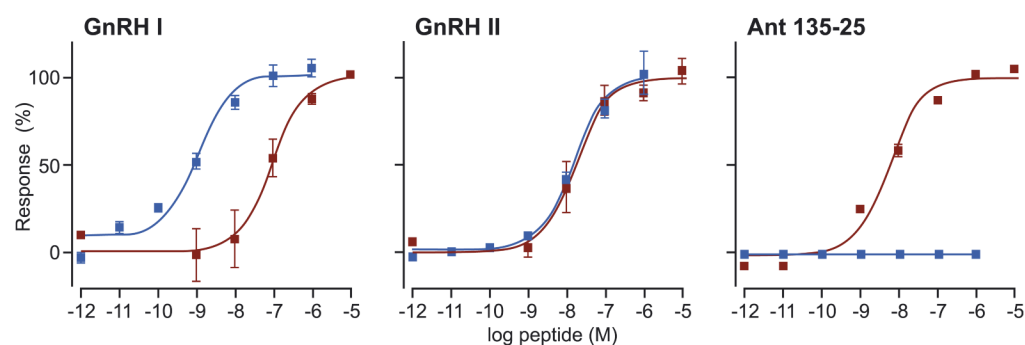 GnRH I
GnRH II
Ant 135-25
Response (%)
100
50
0
-12 -11 -10 -9 -8 -7 -6 -5
-12 -11 -10 -9 -8 -7 -6 -5
-12 -11 -10 -9 -8 -7 -6 -5
log peptide (M)